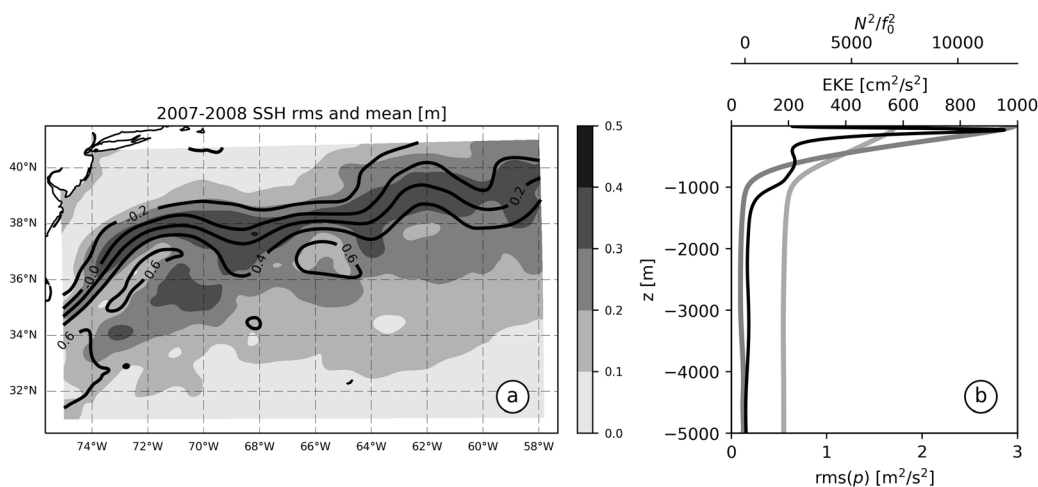 2007-2008 SSH rms and mean [m]
40°N
38°N
36°N
34°N
32°N
74°W 72°W 70°W 68°W 66°W 64°W 62°W 60°W 58°W
-0.2
-0.0
0.6
0.4
0.6
0.2
0.6
a
0.5
0.4
0.3
0.2
0.1
0.0
N²/f₀²
0 5000 10000
EKE [cm²/s²]
0 200 400 600 800 1000
z [m]
−1000
−2000
−3000
−4000
−5000
b
0 1 2 3
rms(p) [m²/s²]